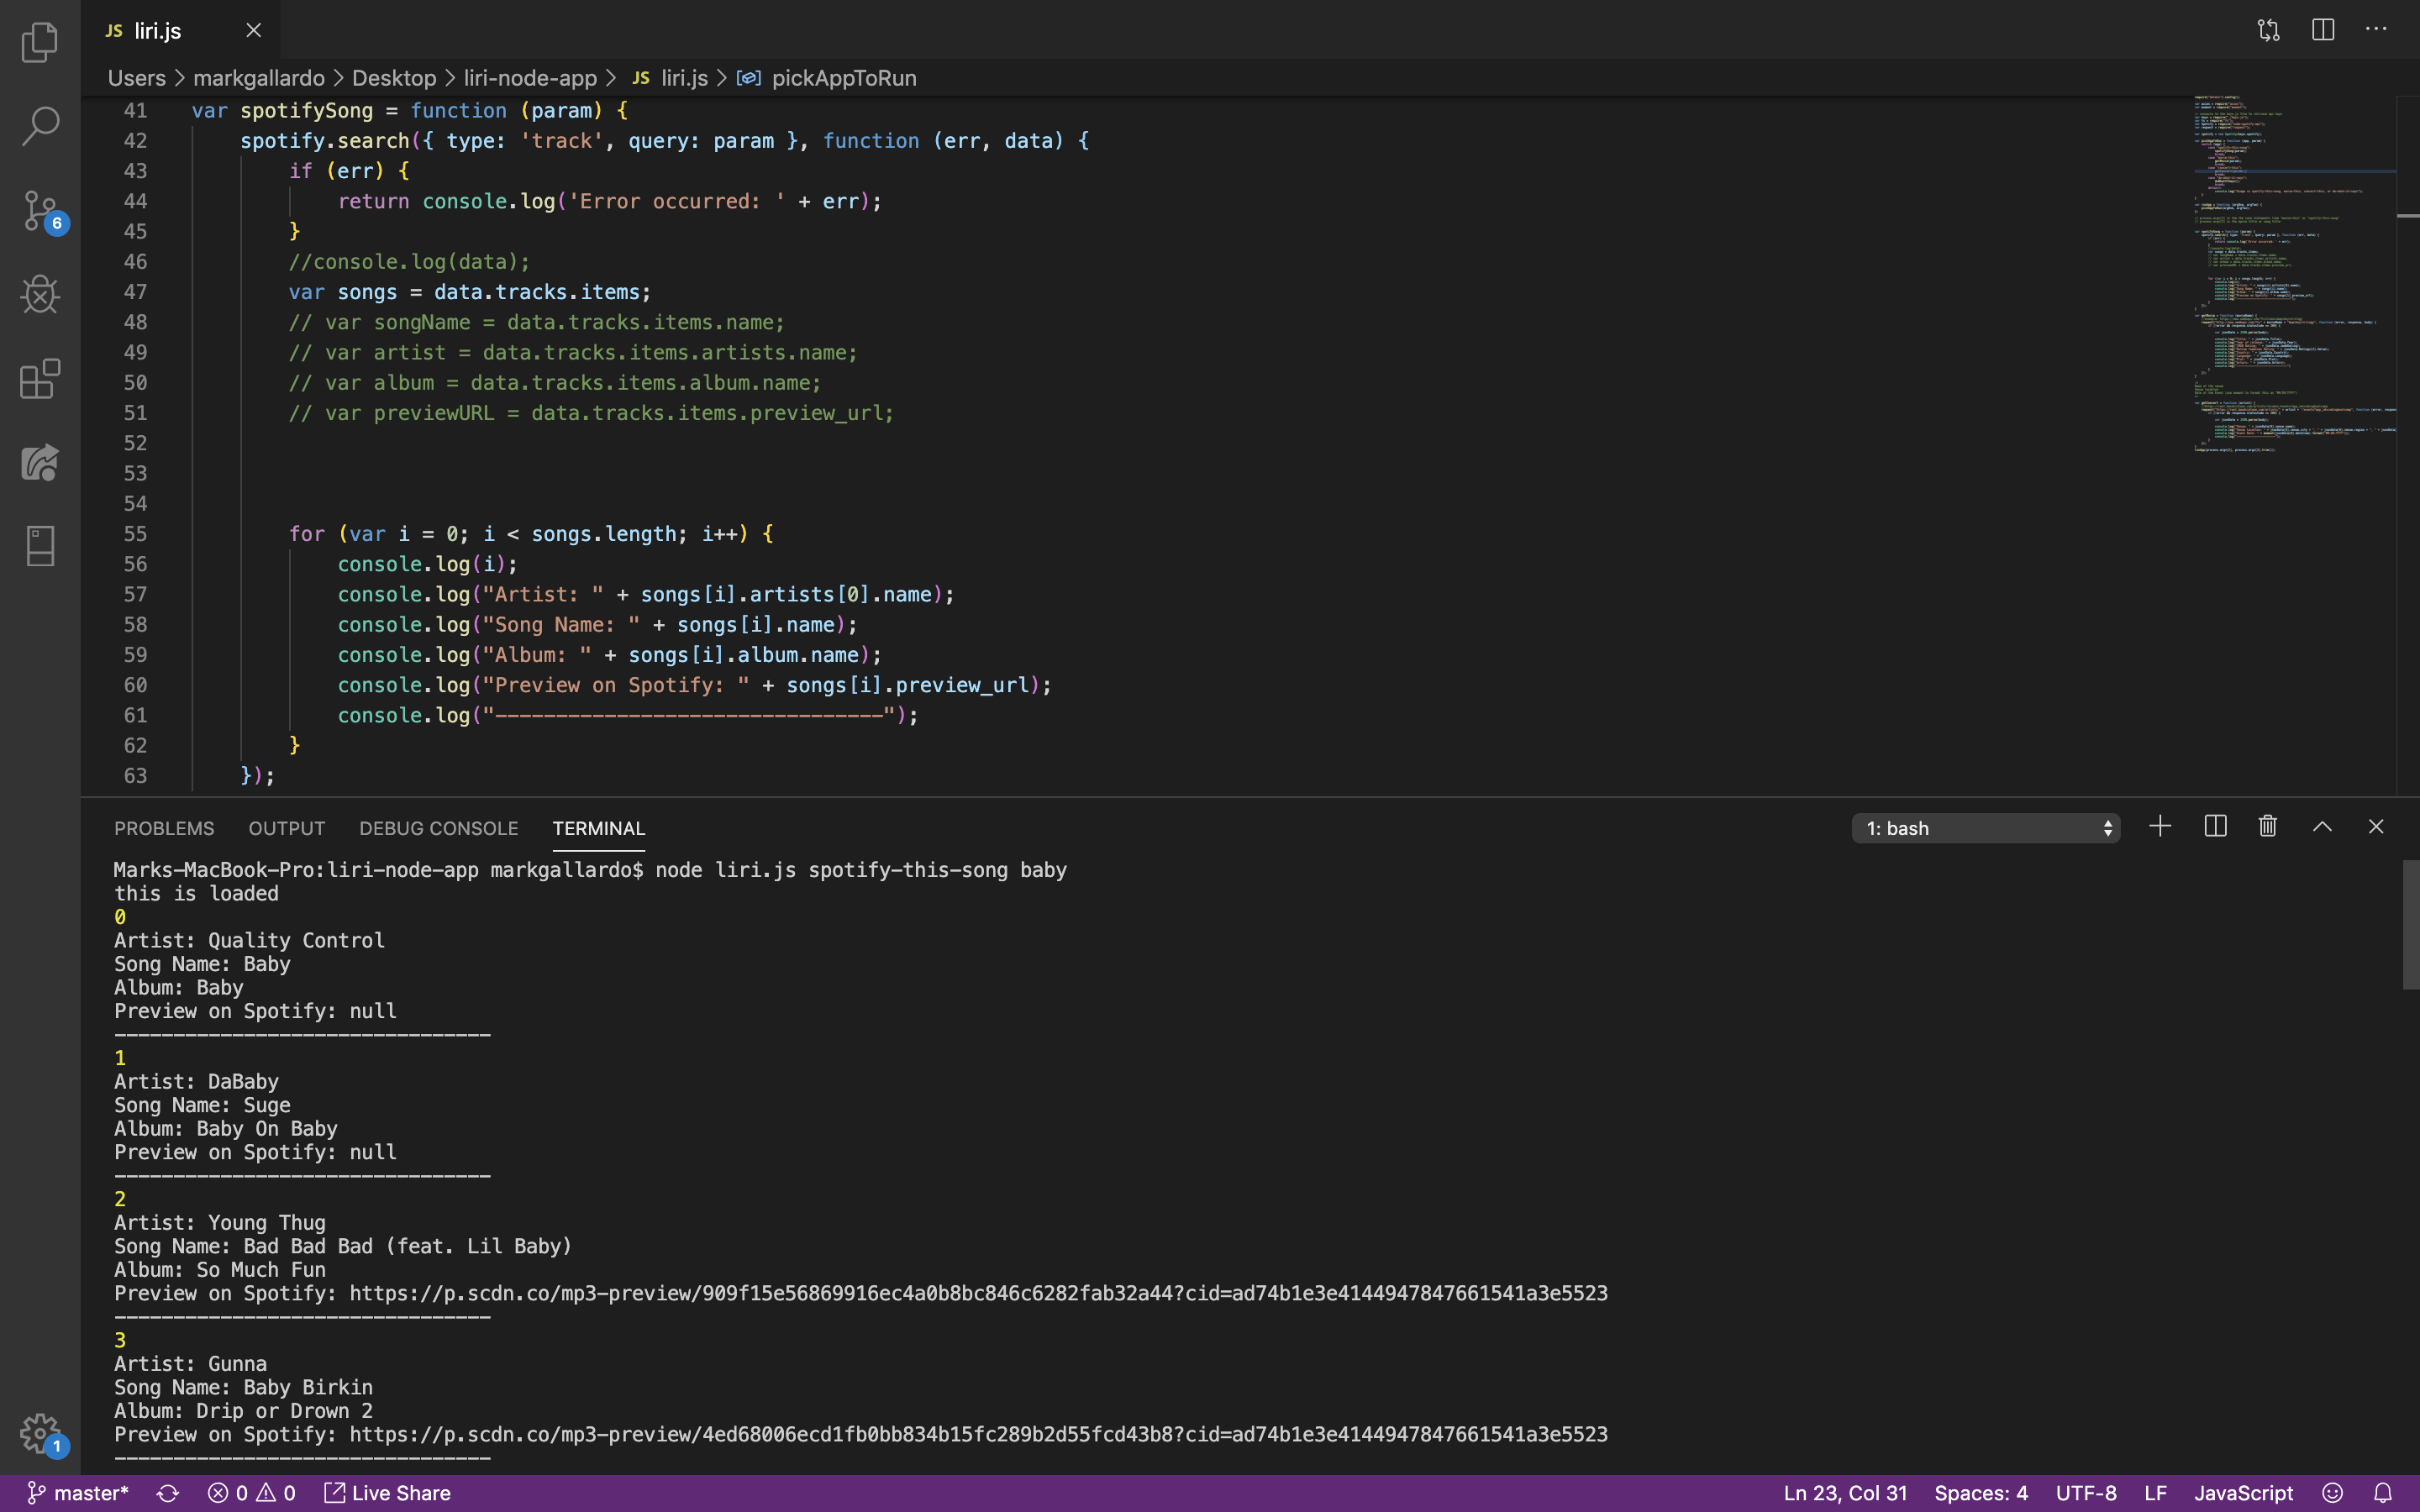 JS liri.js
Users > markgallardo > Desktop > liri-node-app > JS liri.js > pickAppToRun
41 var spotifySong = function (param) {
42 spotify.search({ type: 'track', query: param }, function (err, data) {
43 if (err) {
44 return console.log('Error occurred: ' + err);
45 }
46 //console.log(data);
47 var songs = data.tracks.items;
48 // var songName = data.tracks.items.name;
49 // var artist = data.tracks.items.artists.name;
50 // var album = data.tracks.items.album.name;
51 // var previewURL = data.tracks.items.preview_url;
52
53
54
55 for (var i = 0; i < songs.length; i++) {
56 console.log(i);
57 console.log("Artist: " + songs[i].artists[0].name);
58 console.log("Song Name: " + songs[i].name);
59 console.log("Album: " + songs[i].album.name);
60 console.log("Preview on Spotify: " + songs[i].preview_url);
61 console.log("--------------------------------");
62 }
63 });
6
PROBLEMS OUTPUT DEBUG CONSOLE TERMINAL 1: bash
Marks-MacBook-Pro:liri-node-app markgallardo$ node liri.js spotify-this-song baby
this is loaded
0
Artist: Quality Control
Song Name: Baby
Album: Baby
Preview on Spotify: null
--------------------------------
1
Artist: DaBaby
Song Name: Suge
Album: Baby On Baby
Preview on Spotify: null
--------------------------------
2
Artist: Young Thug
Song Name: Bad Bad Bad (feat. Lil Baby)
Album: So Much Fun
Preview on Spotify: https://p.scdn.co/mp3-preview/909f15e56869916ec4a0b8bc846c6282fab32a44?cid=ad74b1e3e4144947847661541a3e5523
--------------------------------
3
Artist: Gunna
Song Name: Baby Birkin
Album: Drip or Drown 2
Preview on Spotify: https://p.scdn.co/mp3-preview/4ed68006ecd1fb0bb834b15fc289b2d55fcd43b8?cid=ad74b1e3e4144947847661541a3e5523
--------------------------------
1
master* 0 0 Live Share Ln 23, Col 31 Spaces: 4 UTF-8 LF JavaScript